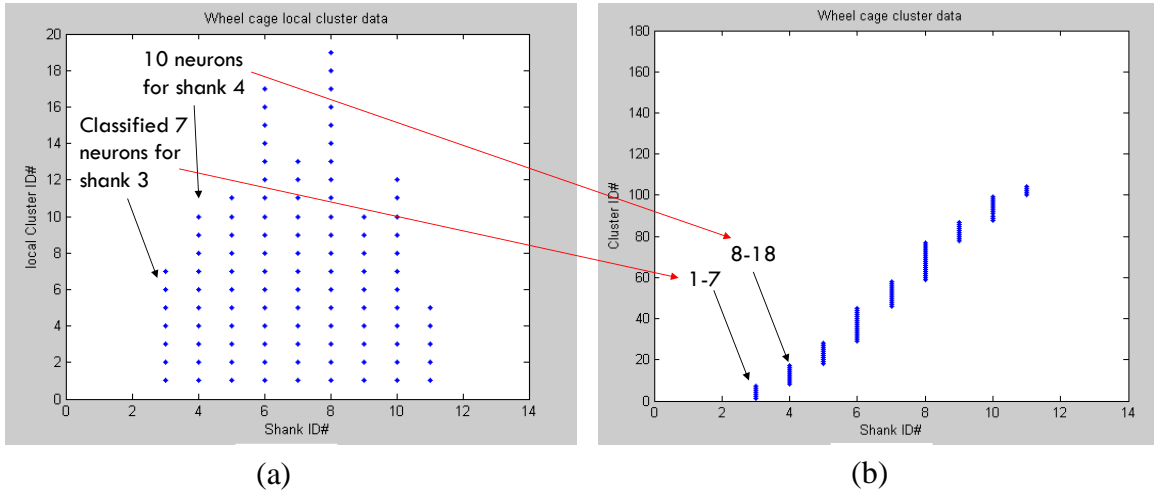 Wheel cage local cluster data
20
18
16
14
12
10
8
6
4
2
0
local Cluster ID#
10 neurons
for shank 4
Classified 7
neurons for
shank 3
0 2 4 6 8 10 12 14
Shank ID#
(a)
Wheel cage cluster data
180
160
140
120
100
80
60
40
20
0
Cluster ID#
8-18
1-7
0 2 4 6 8 10 12 14
Shank ID#
(b)